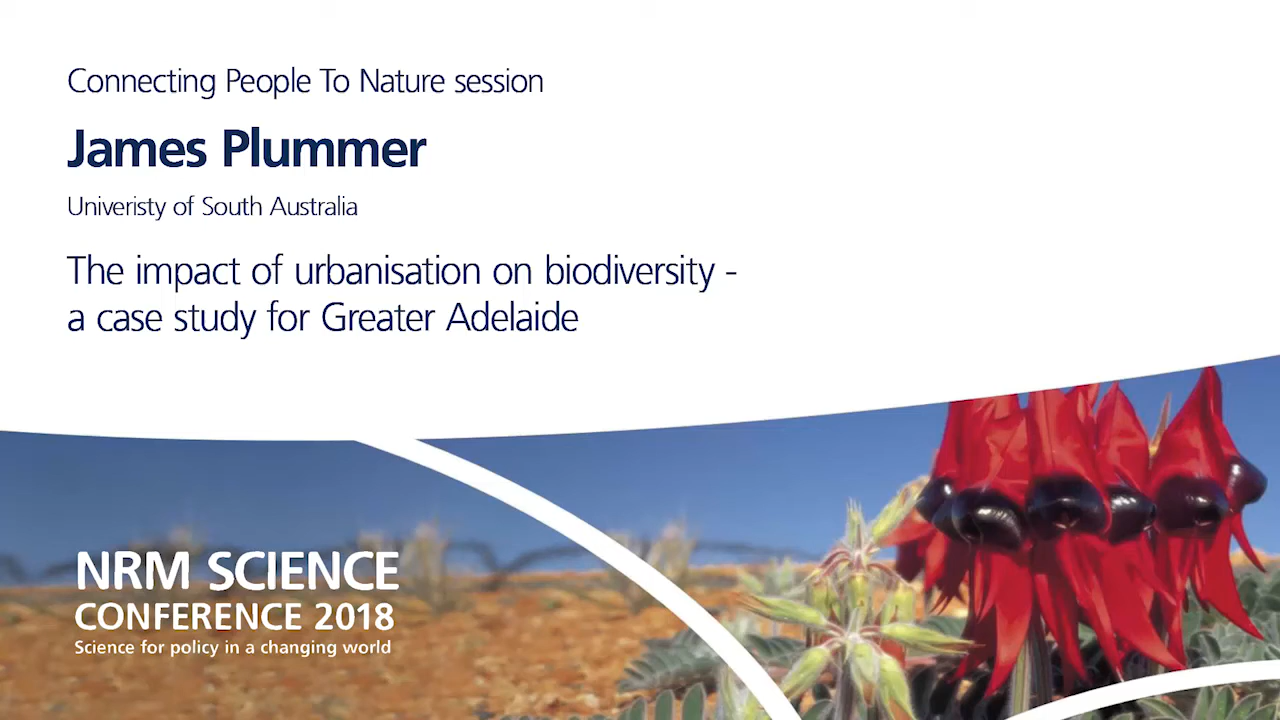 Connecting People To Nature session
James Plummer
Univeristy of South Australia
The impact of urbanisation on biodiversity -
a case study for Greater Adelaide
NRM SCIENCE
CONFERENCE 2018
Science for policy in a changing world